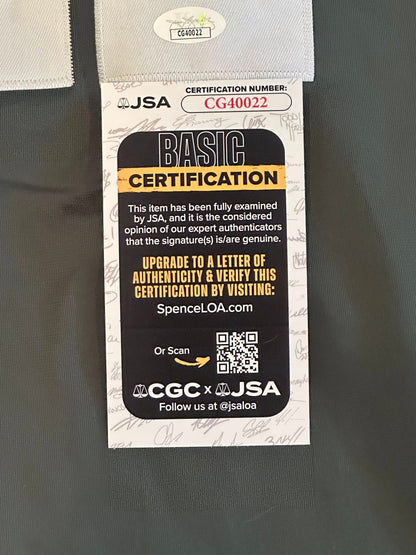 CG40022
JSA
CERTIFICATION NUMBER:
CG40022
BASIC
CERTIFICATION
This item has been fully examined
by JSA, and it is the considered
opinion of our expert authenticators
that the signature(s) is/are genuine.
UPGRADE TO A LETTER OF
AUTHENTICITY & VERIFY THIS
CERTIFICATION BY VISITING:
SpenceLOA.com
Or Scan
CGC x JSA
Follow us at @jsaloa